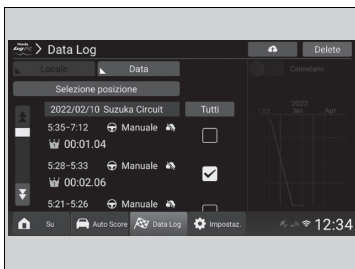 Honda
Log R > Data Log
Delete
Locale
Data
Calendario
Selezione posizione
2022/02/10 Suzuka Circuit
Tutti
2022
Oct Jan Apr
5:35-7:12 Manuale
00:01.04
5:28-5:33 Manuale
00:02.06
5:21-5:26 Manuale
Su
Auto Score
Data Log
Impostaz.
12:34